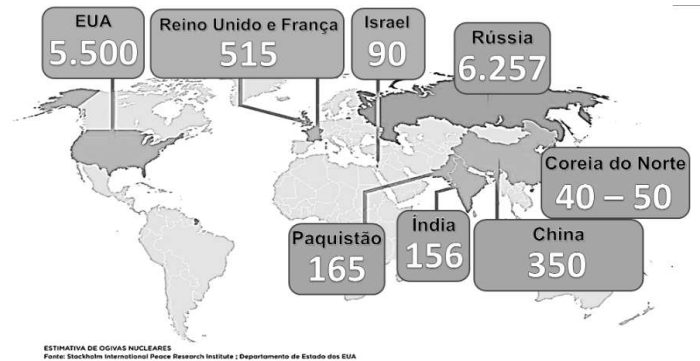 EUA
5.500
Reino Unido e França
515
Israel
90
Rússia
6.257
Coreia do Norte
40 – 50
Paquistão
165
Índia
156
China
350
ESTIMATIVA DE OGIVAS NUCLEARES
Fonte: Stockholm International Peace Research Institute ; Departamento de Estado dos EUA